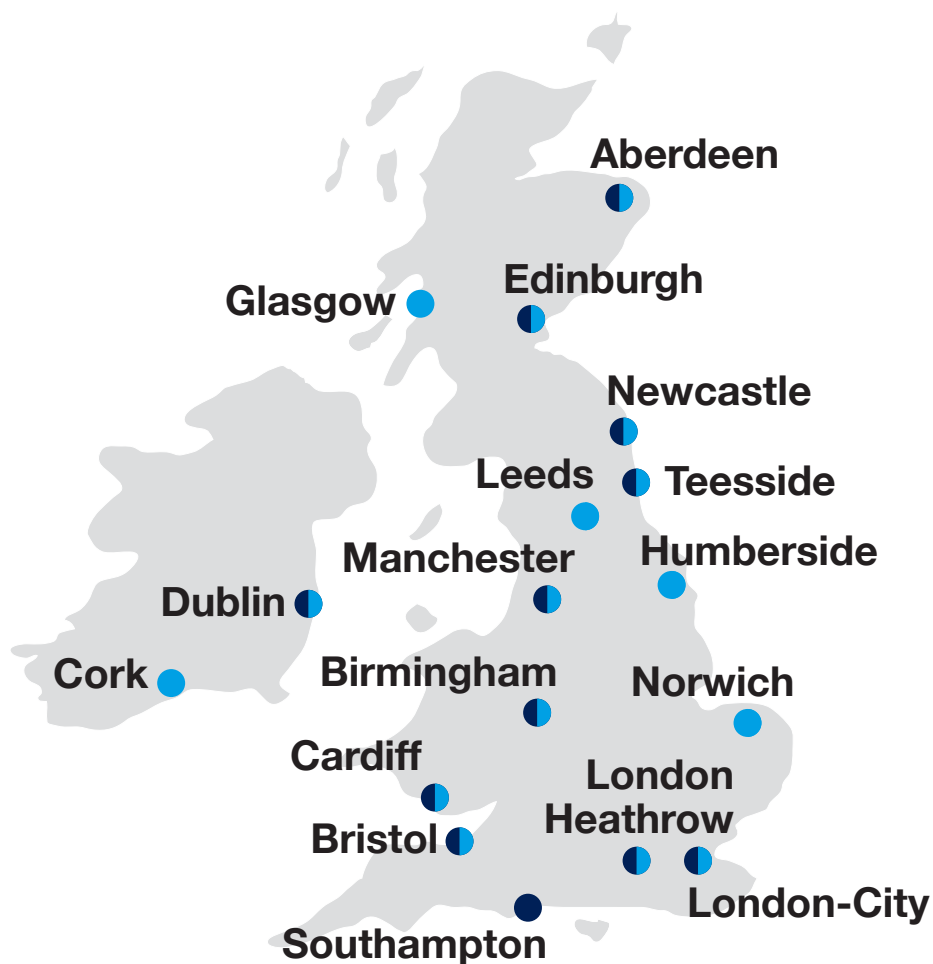 Aberdeen
Edinburgh
Glasgow
Newcastle
Leeds
Teesside
Humberside
Manchester
Dublin
Birmingham
Cork
Norwich
Cardiff
London
Heathrow
Bristol
London-City
Southampton